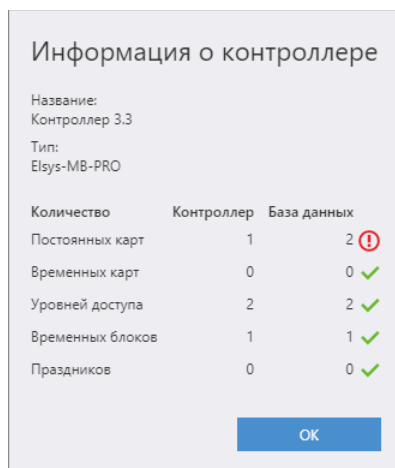 Информация о контроллере
Название:
Контроллер 3.3
Тип:
Elsys-MB-PRO
Количество Контроллер База данных
Постоянных карт 1 2
Временных карт 0 0
Уровней доступа 2 2
Временных блоков 1 1
Праздников 0 0
ОК